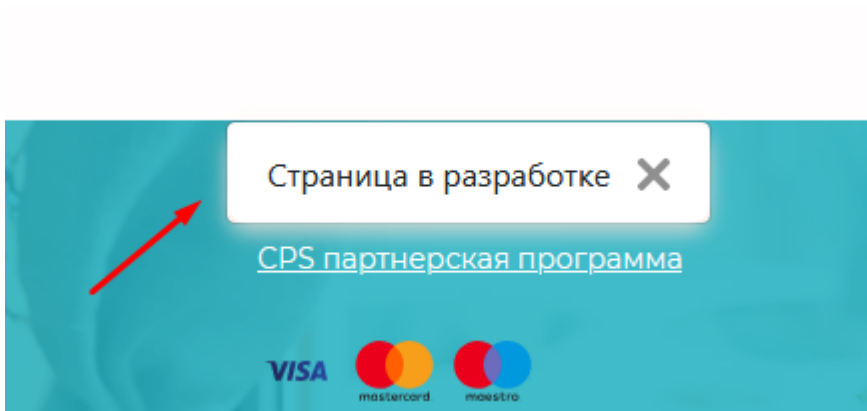 Страница в разработке
CPS партнерская программа
VISA mastercard maestro